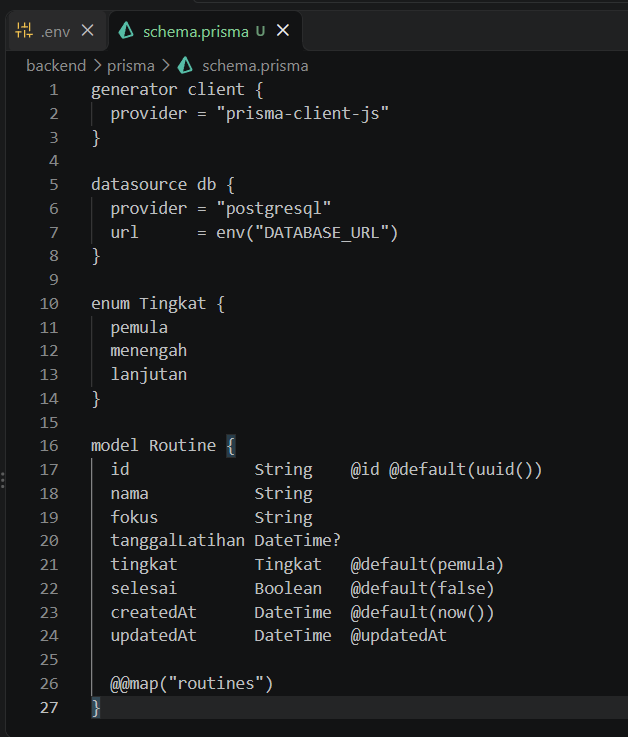 .env
schema.prisma U
backend > prisma > schema.prisma
1 generator client {
2   provider = "prisma-client-js"
3 }
4
5 datasource db {
6   provider = "postgresql"
7   url      = env("DATABASE_URL")
8 }
9
10 enum Tingkat {
11   pemula
12   menengah
13   lanjutan
14 }
15
16 model Routine {
17   id             String    @id @default(uuid())
18   nama           String
19   fokus          String
20   tanggalLatihan DateTime?
21   tingkat        Tingkat   @default(pemula)
22   selesai        Boolean   @default(false)
23   createdAt      DateTime  @default(now())
24   updatedAt      DateTime  @updatedAt
25
26   @@map("routines")
27 }